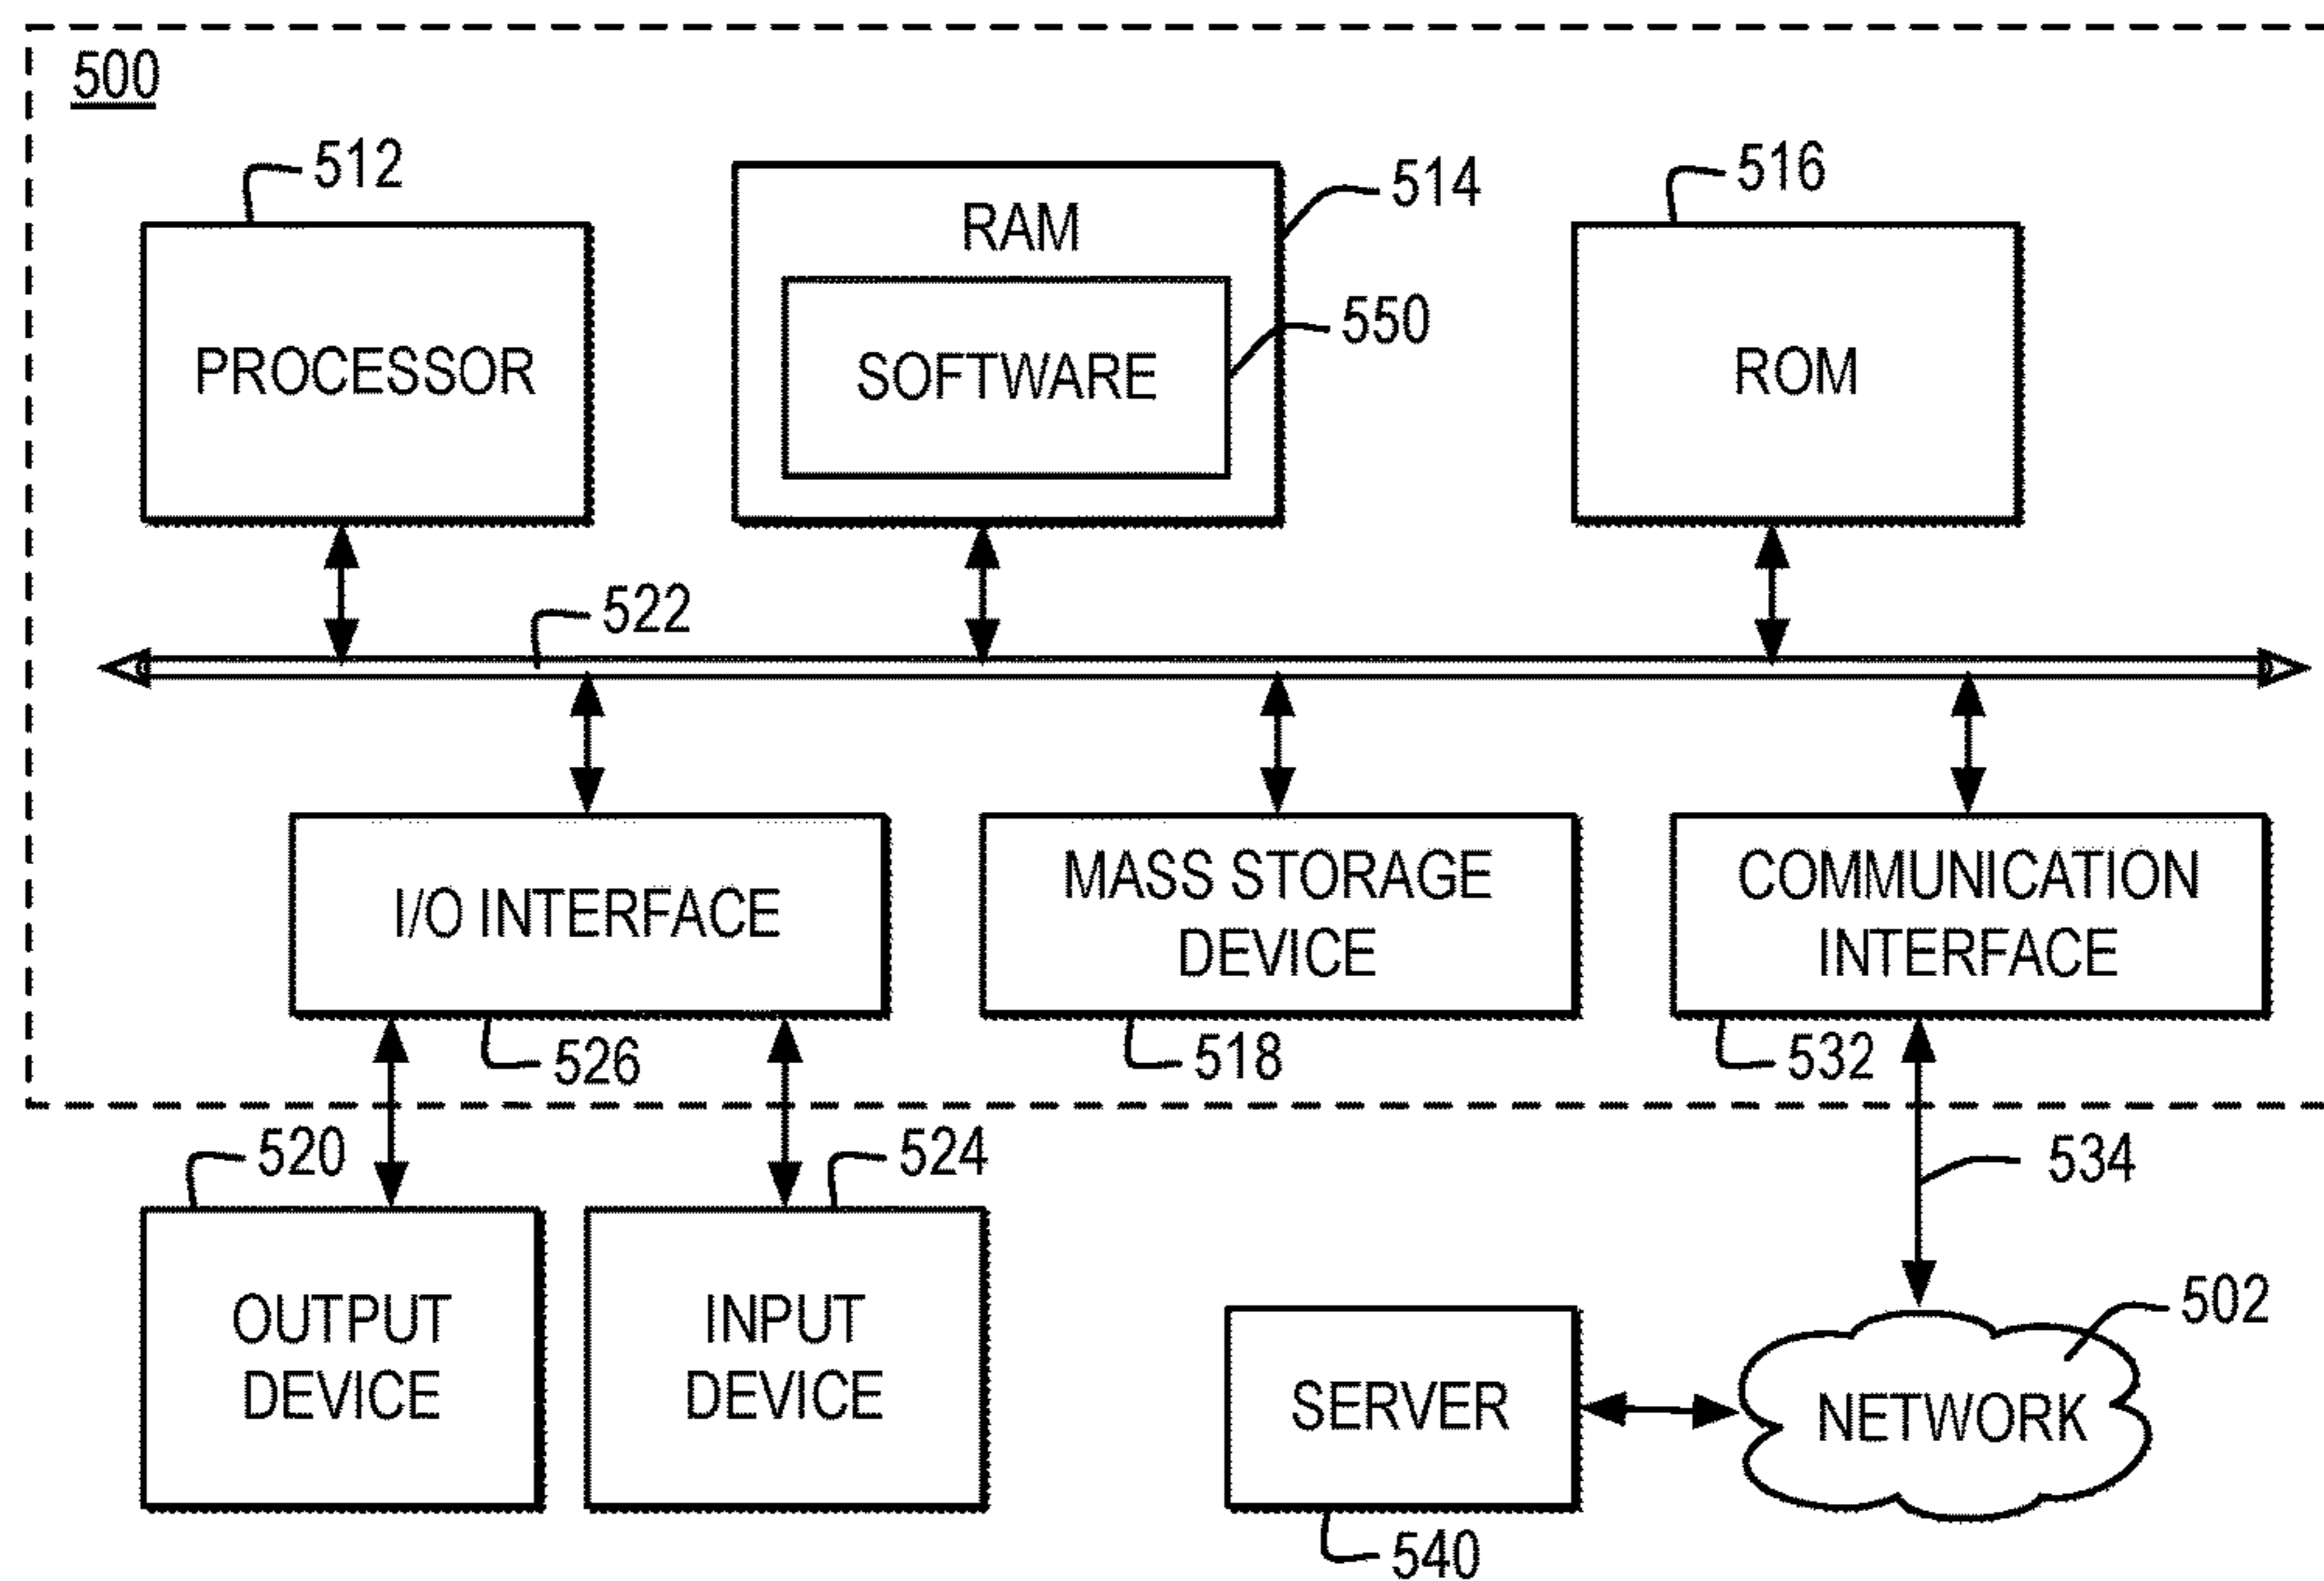 500
512
514
516
RAM
550
PROCESSOR
SOFTWARE
ROM
522
I/O INTERFACE
MASS STORAGE
DEVICE
COMMUNICATION
INTERFACE
526
518
532
520
524
534
OUTPUT
DEVICE
INPUT
DEVICE
502
SERVER
NETWORK
540